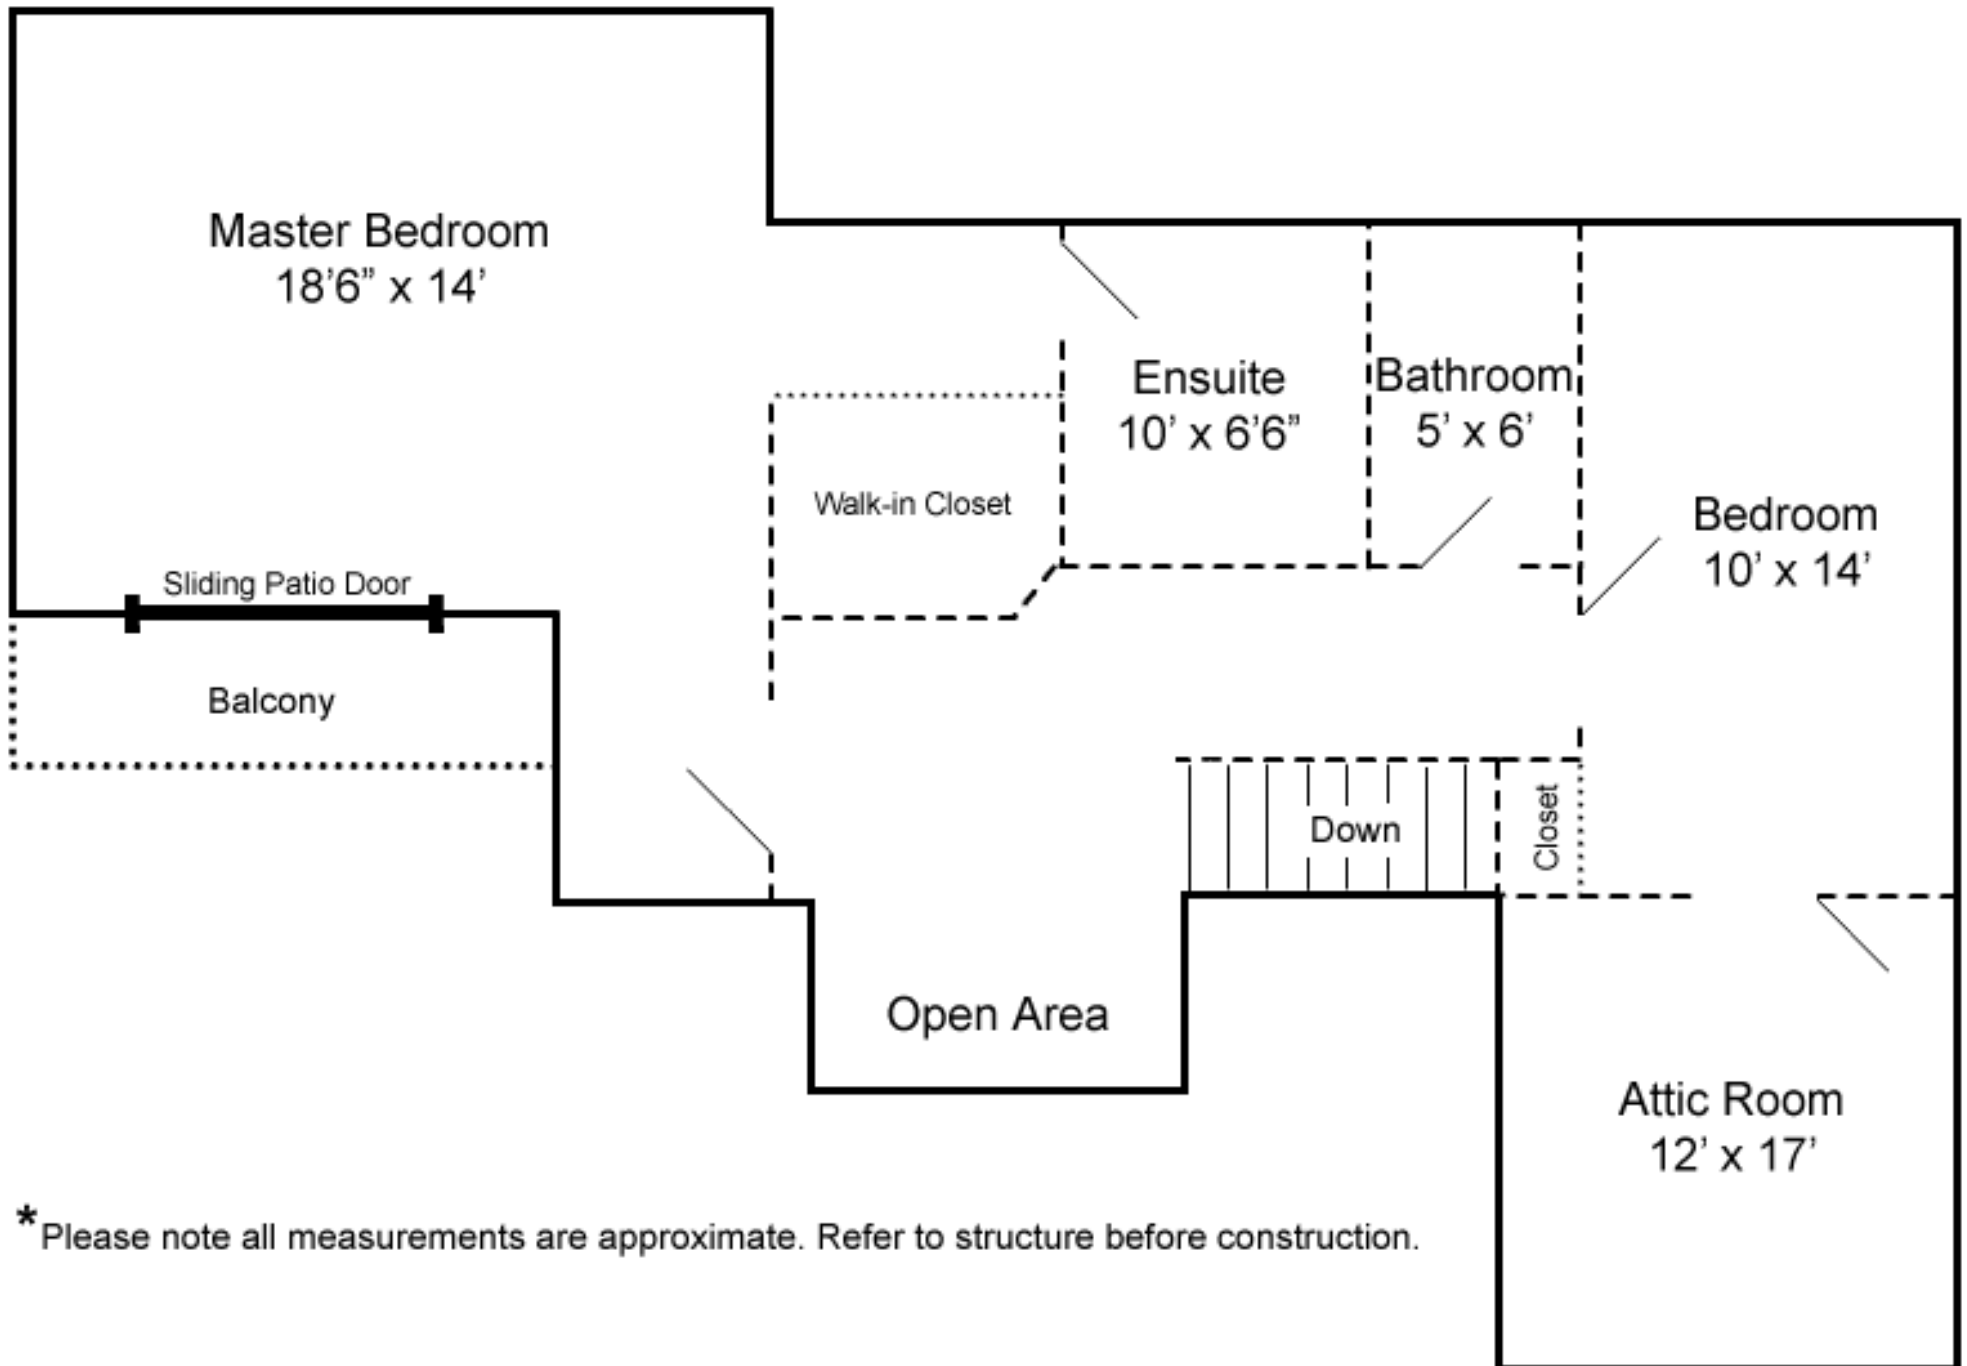 Master Bedroom
18’6” x 14’
Ensuite
10’ x 6’6”
Bathroom
5’ x 6’
Walk-in Closet
Bedroom
10’ x 14’
Sliding Patio Door
Balcony
Down
Closet
Open Area
Attic Room
12’ x 17’
*Please note all measurements are approximate. Refer to structure before construction.